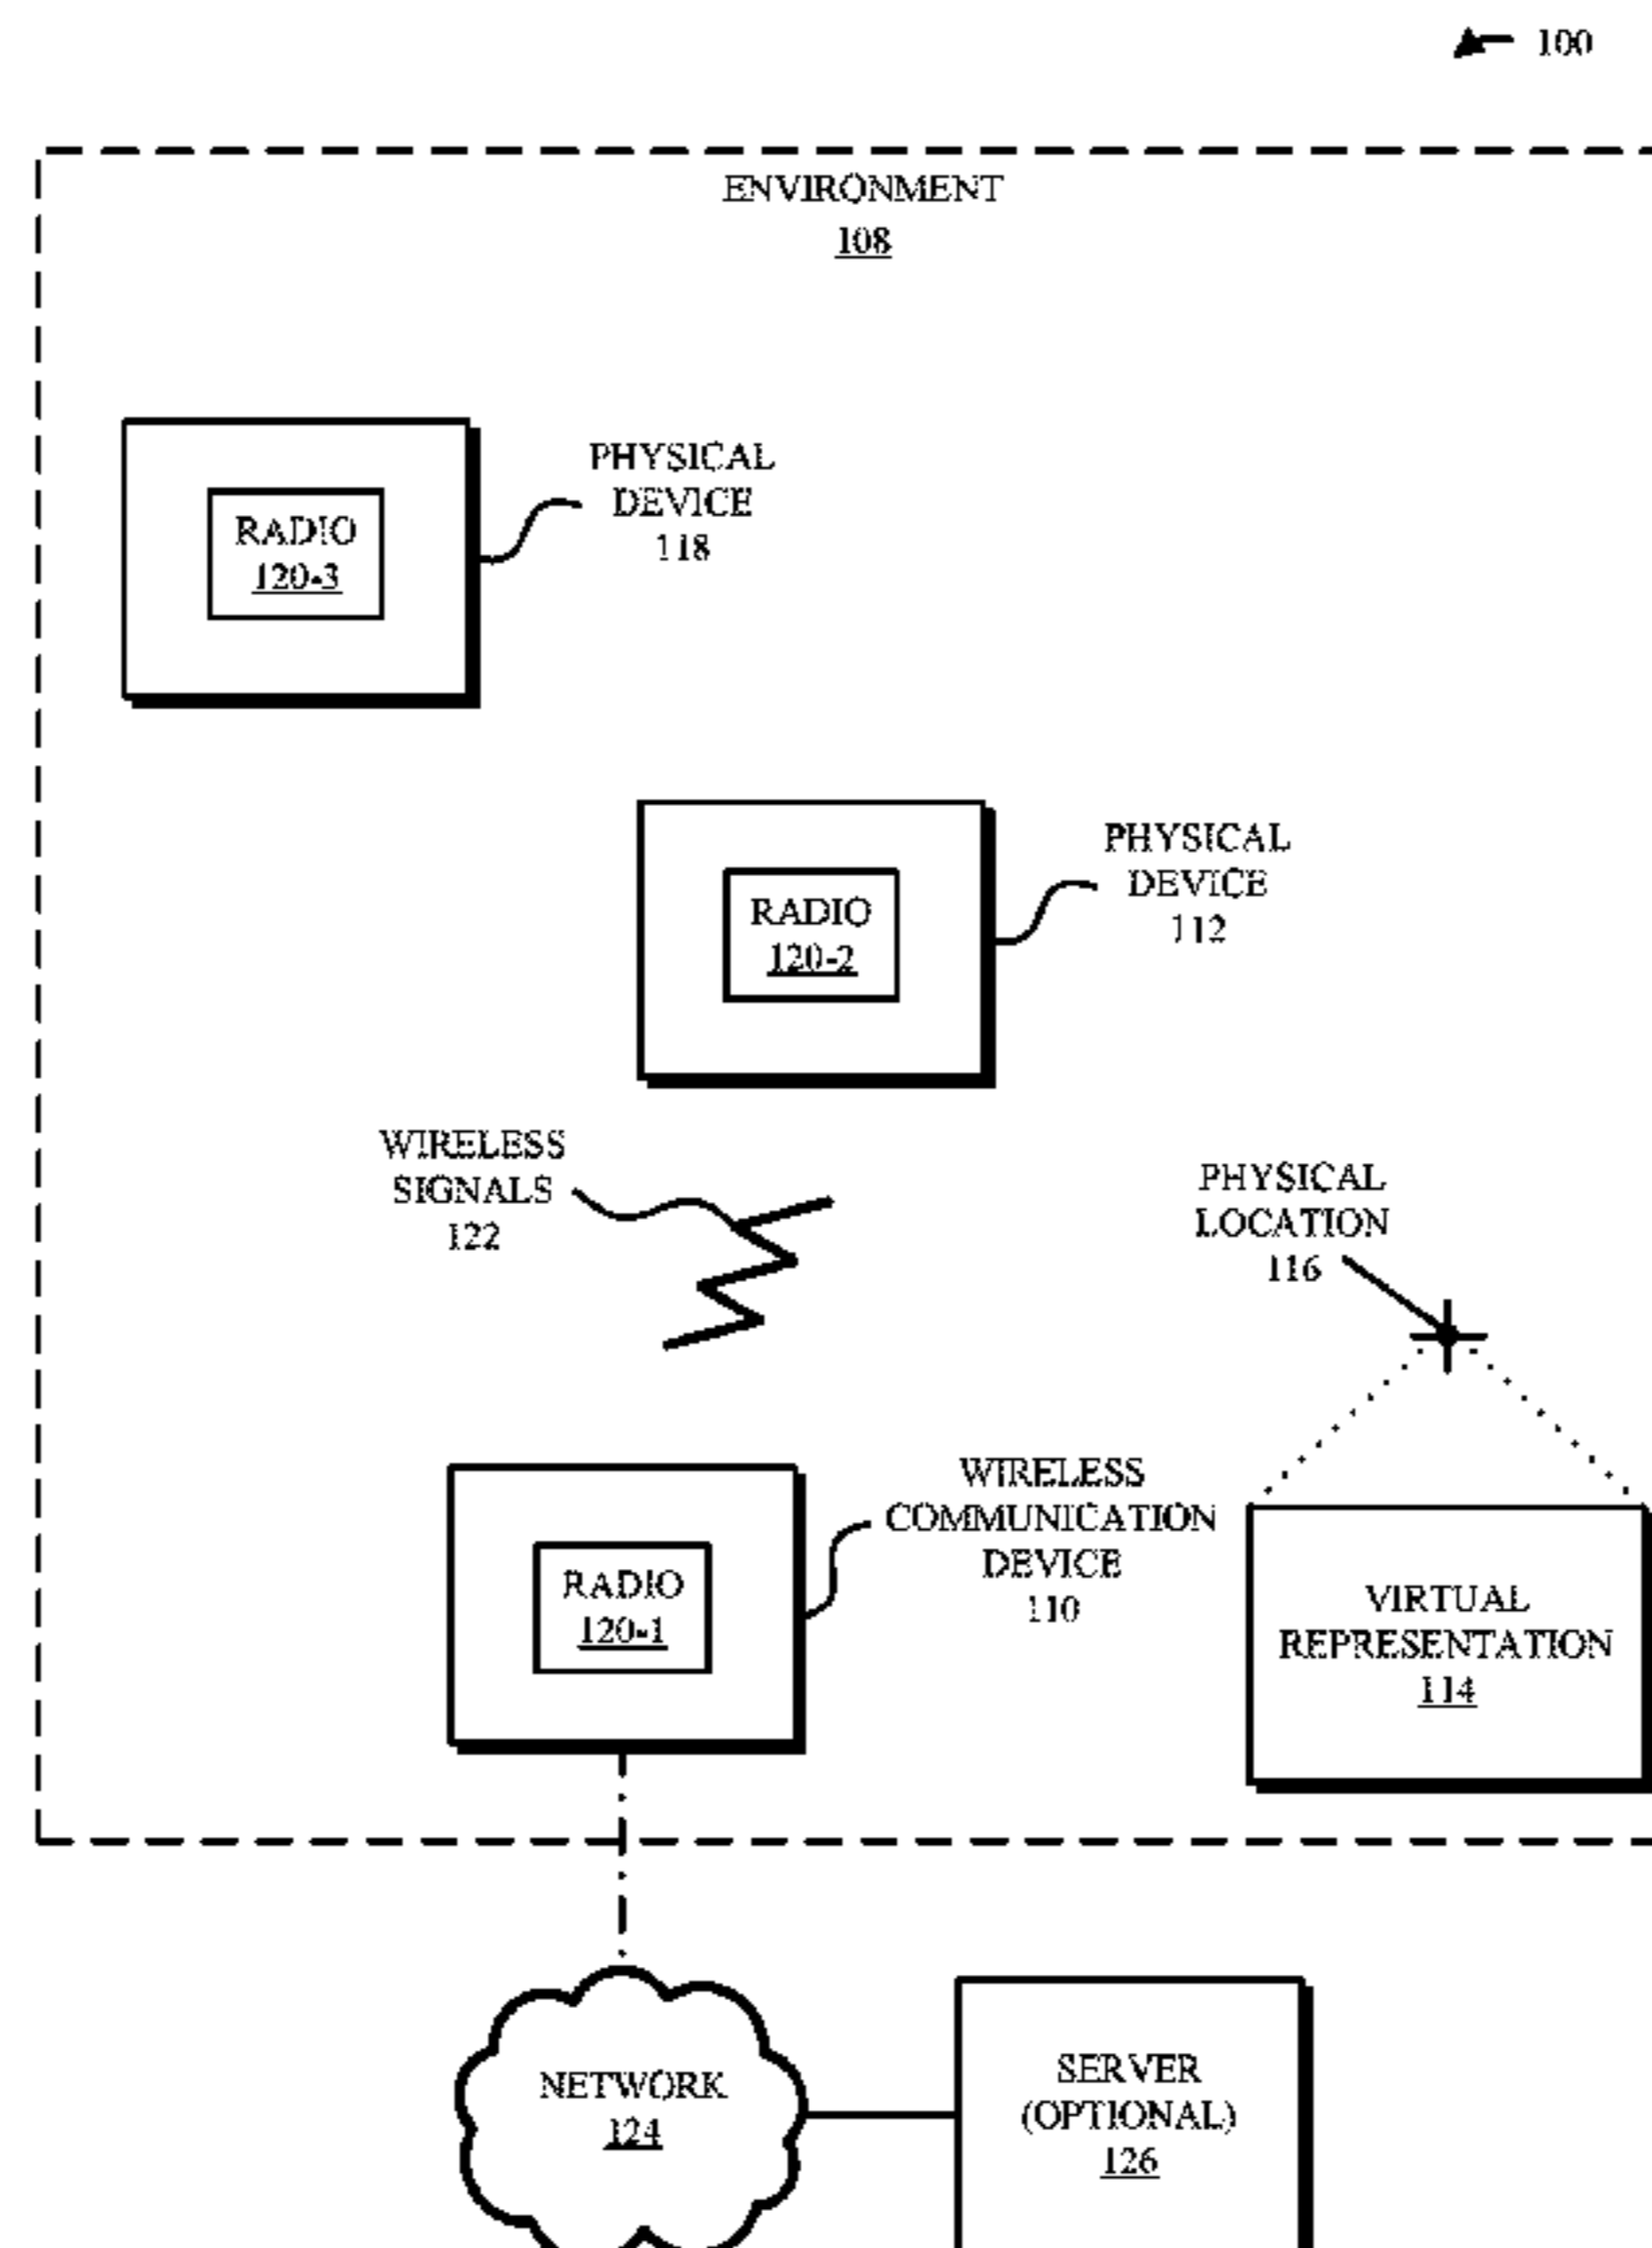 100
ENVIRONMENT
108
PHYSICAL
DEVICE
118
RADIO
120-3
PHYSICAL
DEVICE
112
RADIO
120-2
WIRELESS
SIGNALS
122
PHYSICAL
LOCATION
116
WIRELESS
COMMUNICATION
DEVICE
110
RADIO
120-1
VIRTUAL
REPRESENTATION
114
NETWORK
124
SERVER
(OPTIONAL)
126